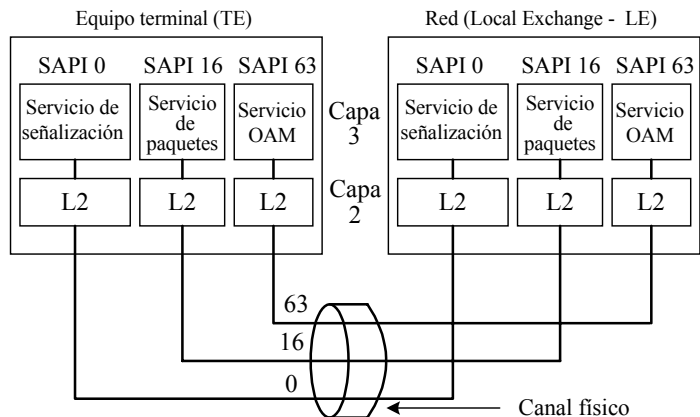 Equipo terminal (TE)
Red (Local Exchange - LE)
SAPI 0
SAPI 16
SAPI 63
SAPI 0
SAPI 16
SAPI 63
Servicio de
señalización
Servicio
de
paquetes
Servicio
OAM
Capa
3
Servicio de
señalización
Servicio
de
paquetes
Servicio
OAM
L2
L2
L2
Capa
2
L2
L2
L2
63
16
0
Canal físico